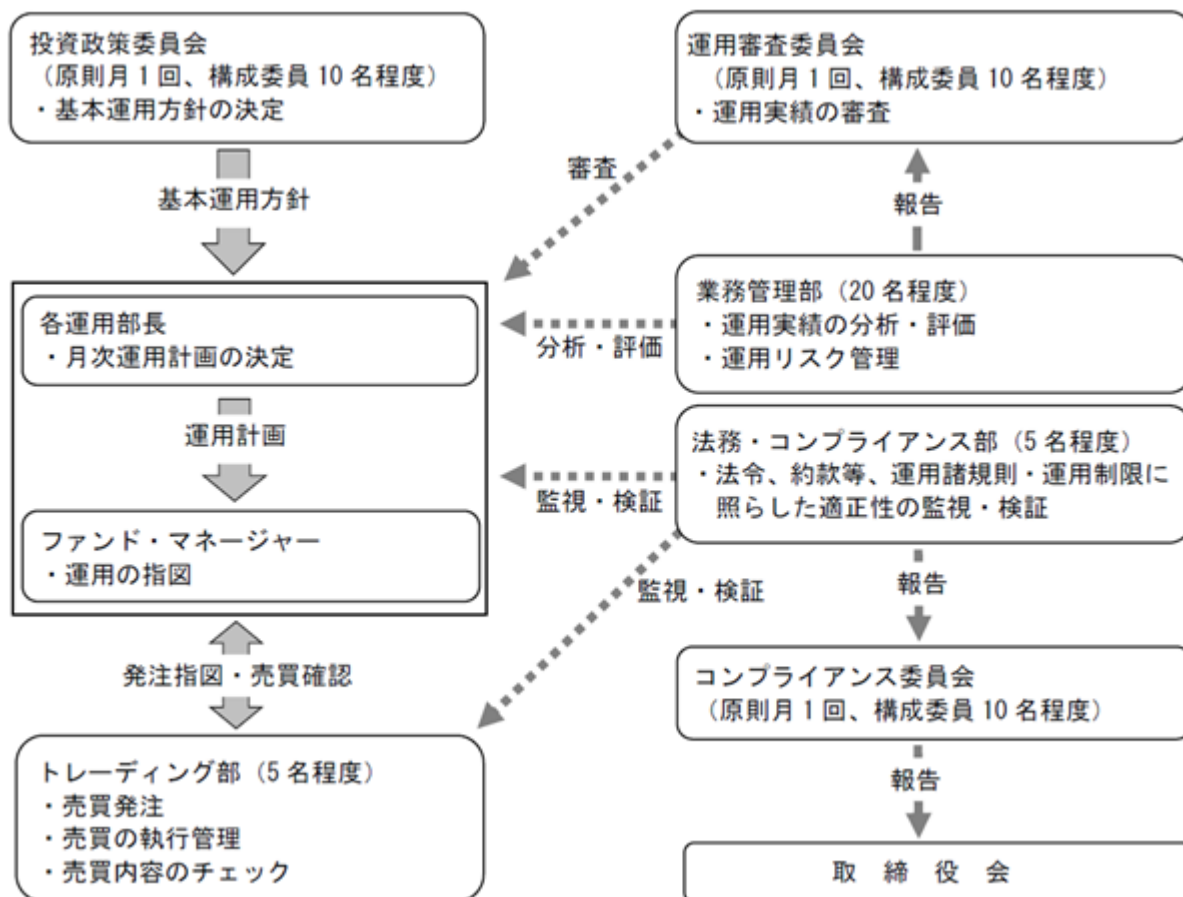 投資政策委員会
（原則月1回、構成委員10名程度）
・基本運用方針の決定
基本運用方針
各運用部長
・月次運用計画の決定
運用計画
ファンド・マネージャー
・運用の指図
発注指図・売買確認
トレーディング部（5名程度）
・売買発注
・売買の執行管理
・売買内容のチェック
運用審査委員会
（原則月1回、構成委員10名程度）
・運用実績の審査
審査
報告
業務管理部（20名程度）
・運用実績の分析・評価
・運用リスク管理
分析・評価
法務・コンプライアンス部（5名程度）
・法令、約款等、運用諸規則・運用制限に
照らした適正性の監視・検証
監視・検証
監視・検証
報告
コンプライアンス委員会
（原則月1回、構成委員10名程度）
報告
取　締　役　会